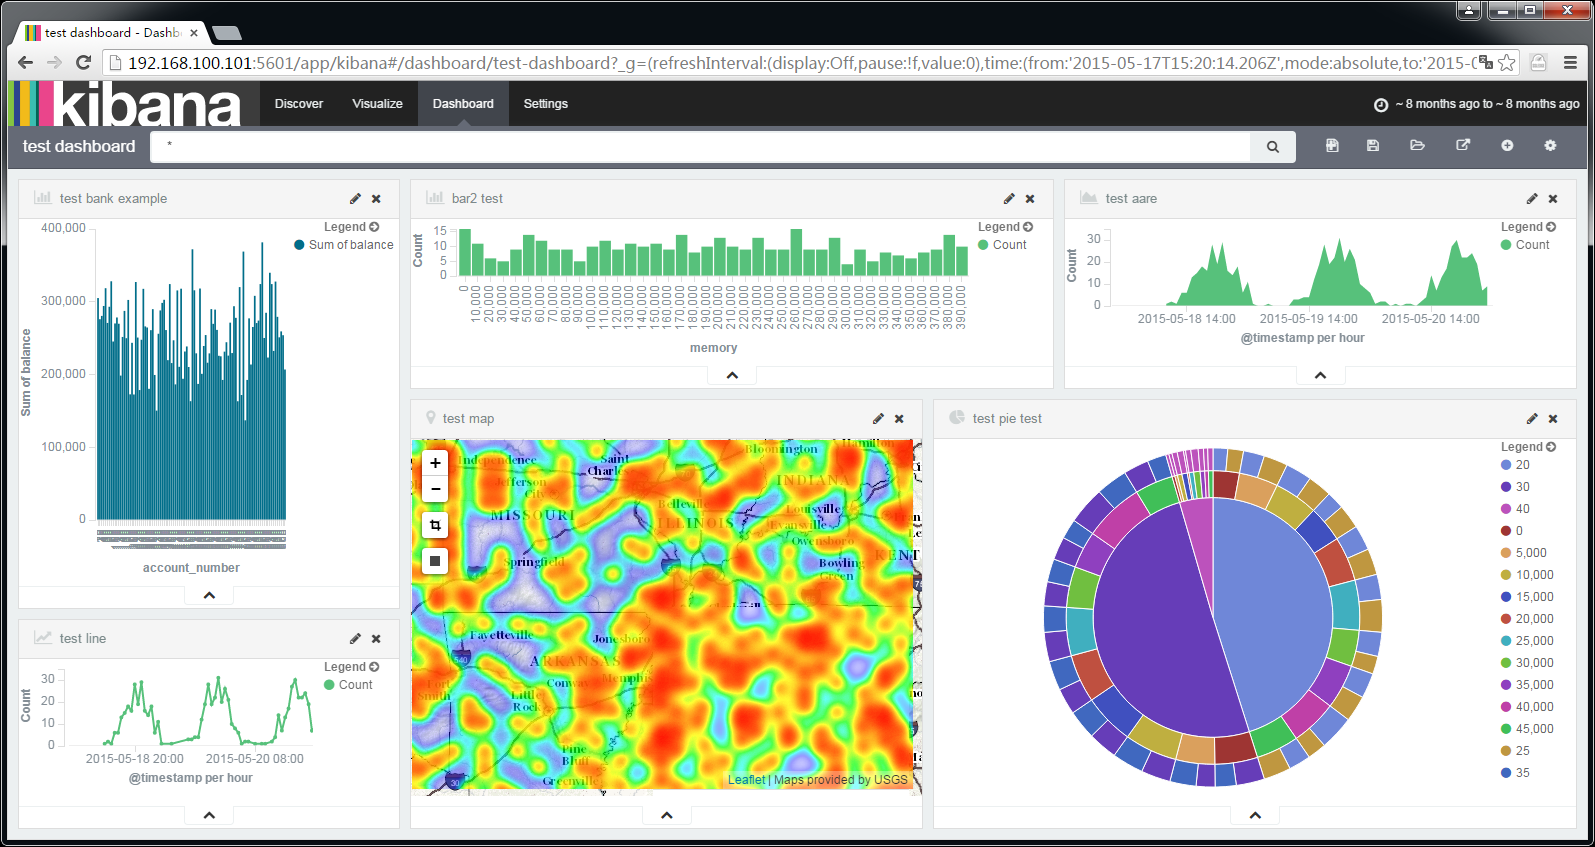 test dashboard - Dashb
192.168.100.101:5601/app/kibana#/dashboard/test-dashboard?_g=(refreshInterval:(display:Off,pause:!f,value:0),time:(from:'2015-05-17T15:20:14.206Z',mode:absolute,to:'2015-0
kibana
Discover
Visualize
Dashboard
Settings
~ 8 months ago to ~ 8 months ago
test dashboard
*
test bank example
Legend
Sum of balance
400,000
300,000
200,000
100,000
0
Sum of balance
account_number
bar2 test
Legend
Count
15
10
5
0
Count
0
10,000
20,000
30,000
40,000
50,000
60,000
70,000
80,000
90,000
100,000
110,000
120,000
130,000
140,000
150,000
160,000
170,000
180,000
190,000
200,000
210,000
220,000
230,000
240,000
250,000
260,000
270,000
280,000
290,000
300,000
310,000
320,000
330,000
340,000
350,000
360,000
370,000
380,000
390,000
memory
test aare
Legend
Count
30
20
10
0
Count
2015-05-18 14:00
2015-05-19 14:00
2015-05-20 14:00
@timestamp per hour
test line
Legend
Count
30
20
10
0
Count
2015-05-18 20:00
2015-05-20 08:00
@timestamp per hour
test map
+
−
Independence
Saint
Charles
Bloomington
Hamilton
Jefferson
City
INDIANA
Belleville
MISSOURI
ILLINOIS
Louisville
Evansville
Owensboro
Springfield
Bowling
Green
KENT
Fayetteville
Jonesboro
540
ARKANSAS
Fort
Smith
Conway
Memphis
Little
Rock
Pine
Bluff
Greenville
30
Leaflet | Maps provided by USGS
test pie test
Legend
20
30
40
0
5,000
10,000
15,000
20,000
25,000
30,000
35,000
40,000
45,000
25
35